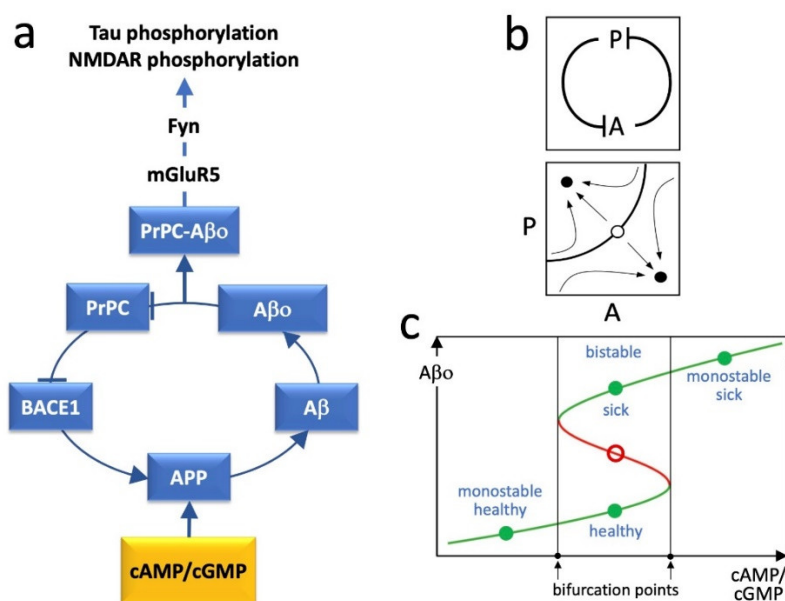 a
Tau phosphorylation
NMDAR phosphorylation
Fyn
mGluR5
PrPC-Aβo
PrPC
Aβo
BACE1
Aβ
APP
cAMP/cGMP
b
P
A
P
A
c
Aβo
bistable
monostable
sick
sick
monostable
healthy
healthy
bifurcation points
cAMP/
cGMP